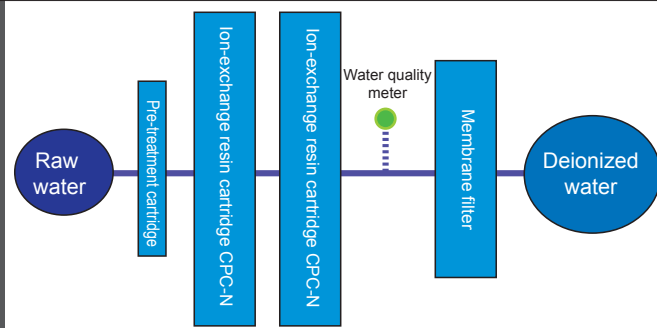 Raw
water
Pre-treatment cartridge
Ion-exchange resin cartridge CPC-N
Ion-exchange resin cartridge CPC-N
Water quality
meter
Membrane filter
Deionized
water